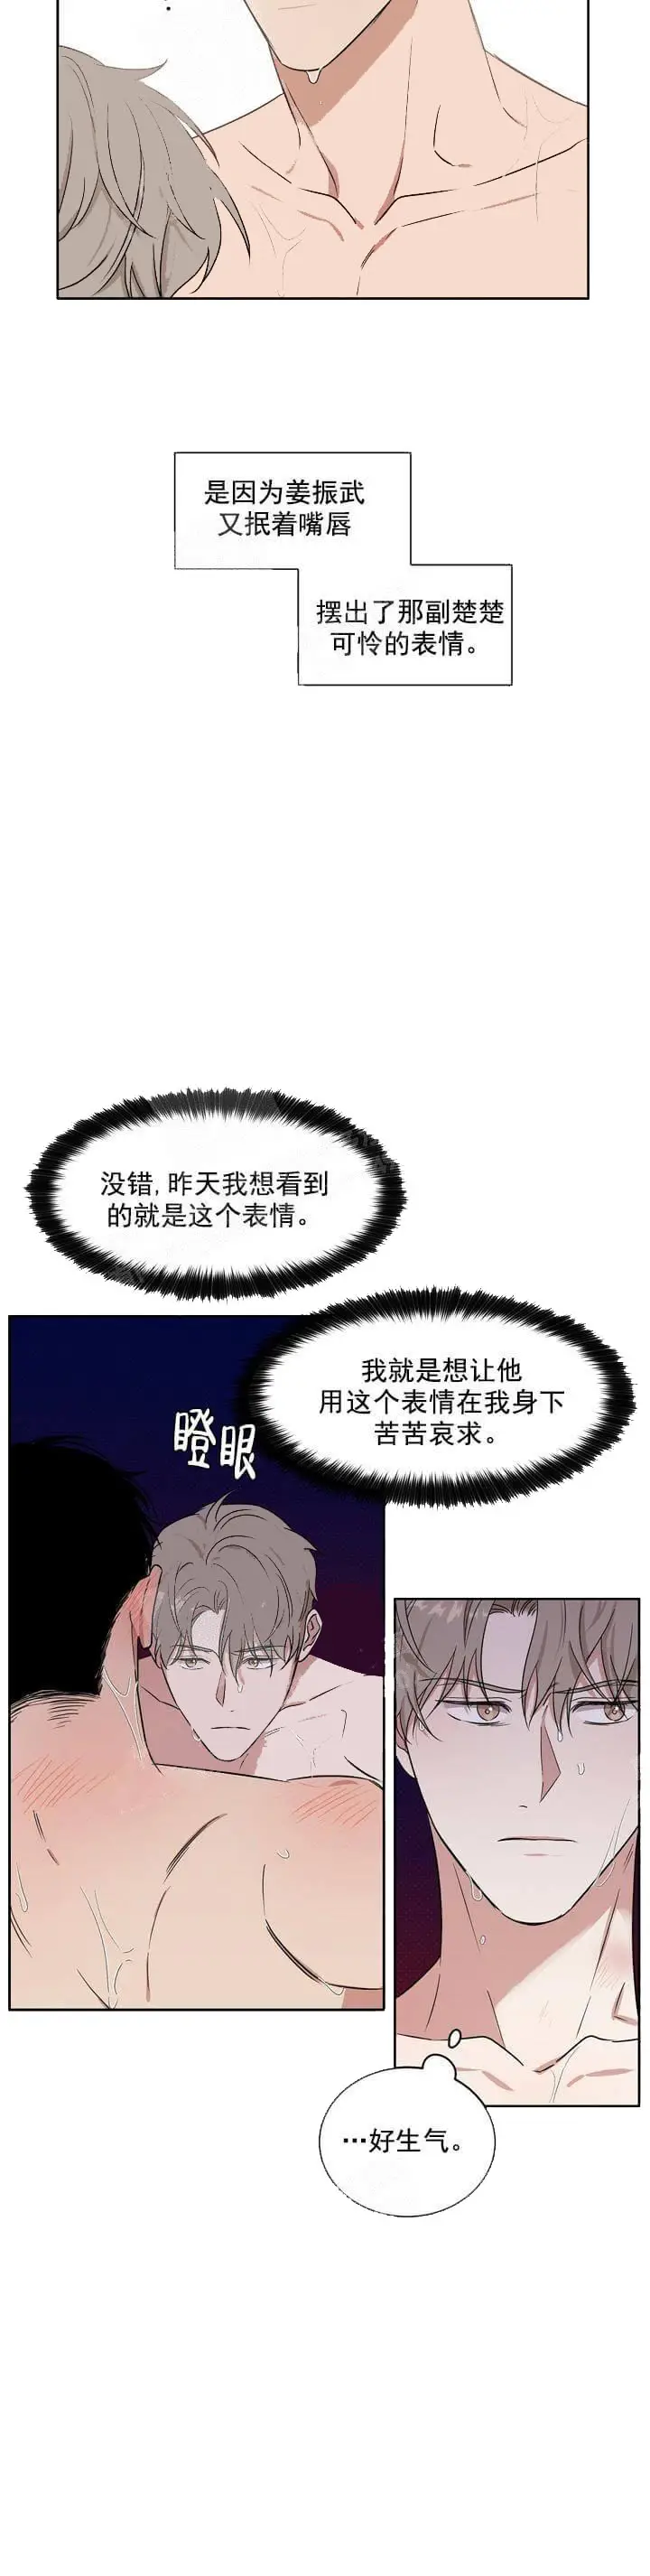 是因为姜振武
又抿着嘴唇
摆出了那副楚楚
可怜的表情。
没错,昨天我想看到
的就是这个表情。
我就是想让他
用这个表情在我身下
苦苦哀求。
瞪眼
…好生气。